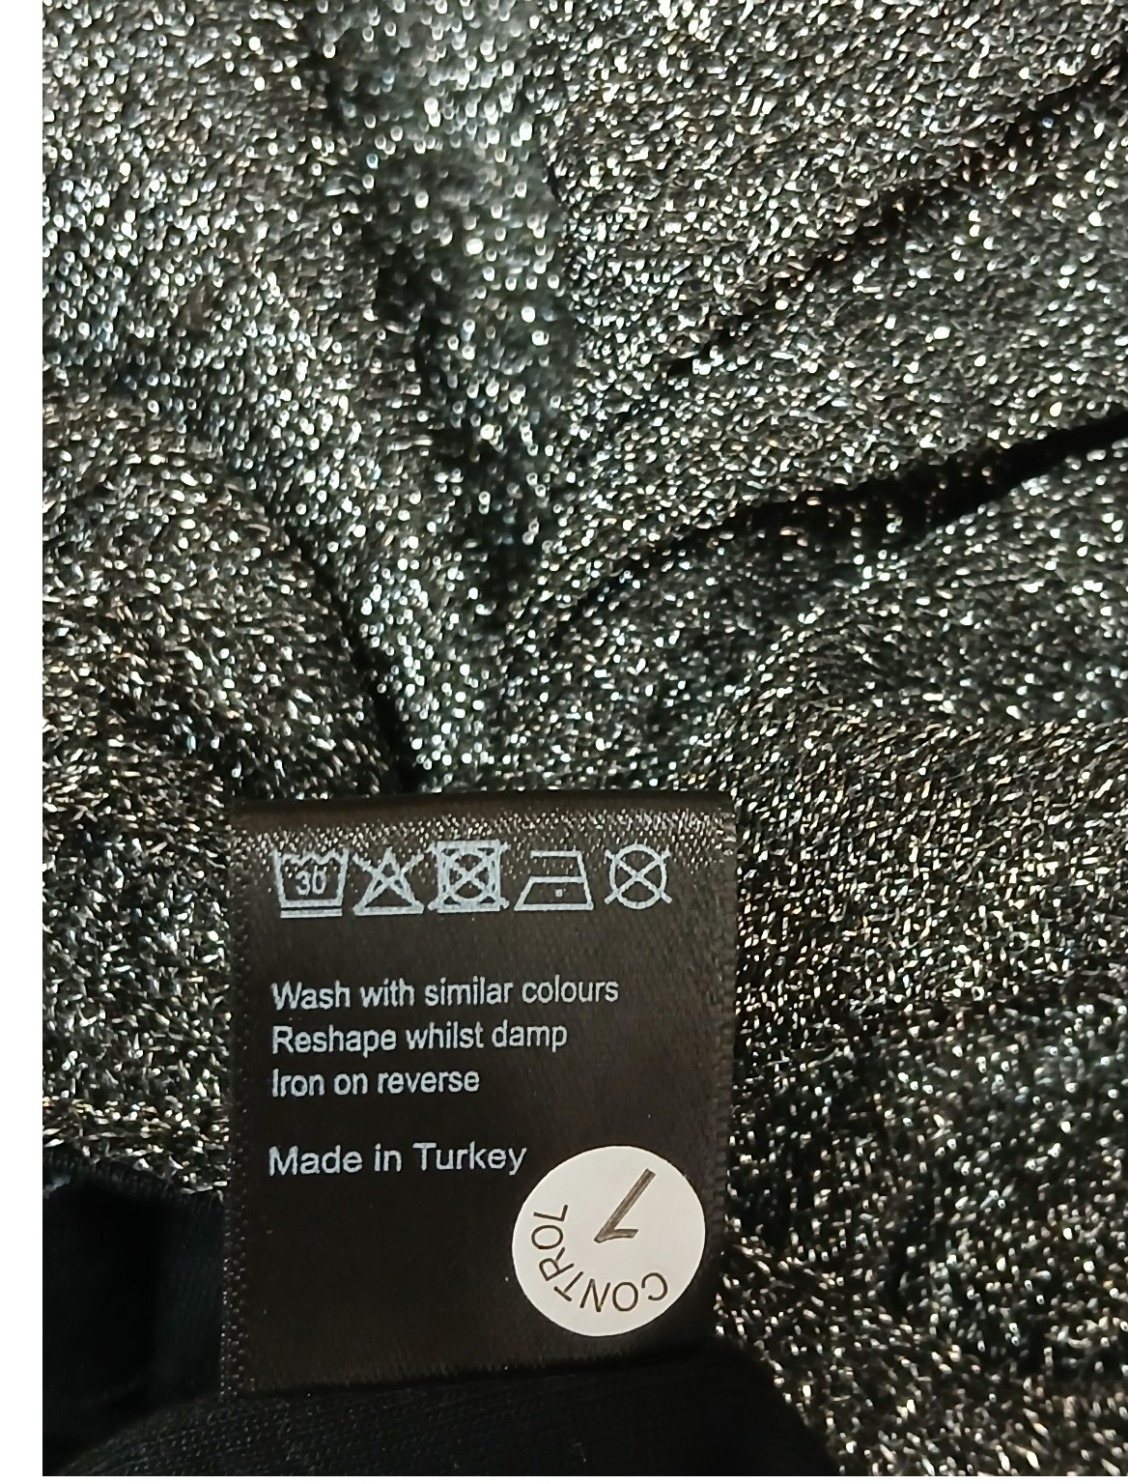 30
Wash with similar colours
Reshape whilst damp
Iron on reverse
Made in Turkey
CONTROL
7